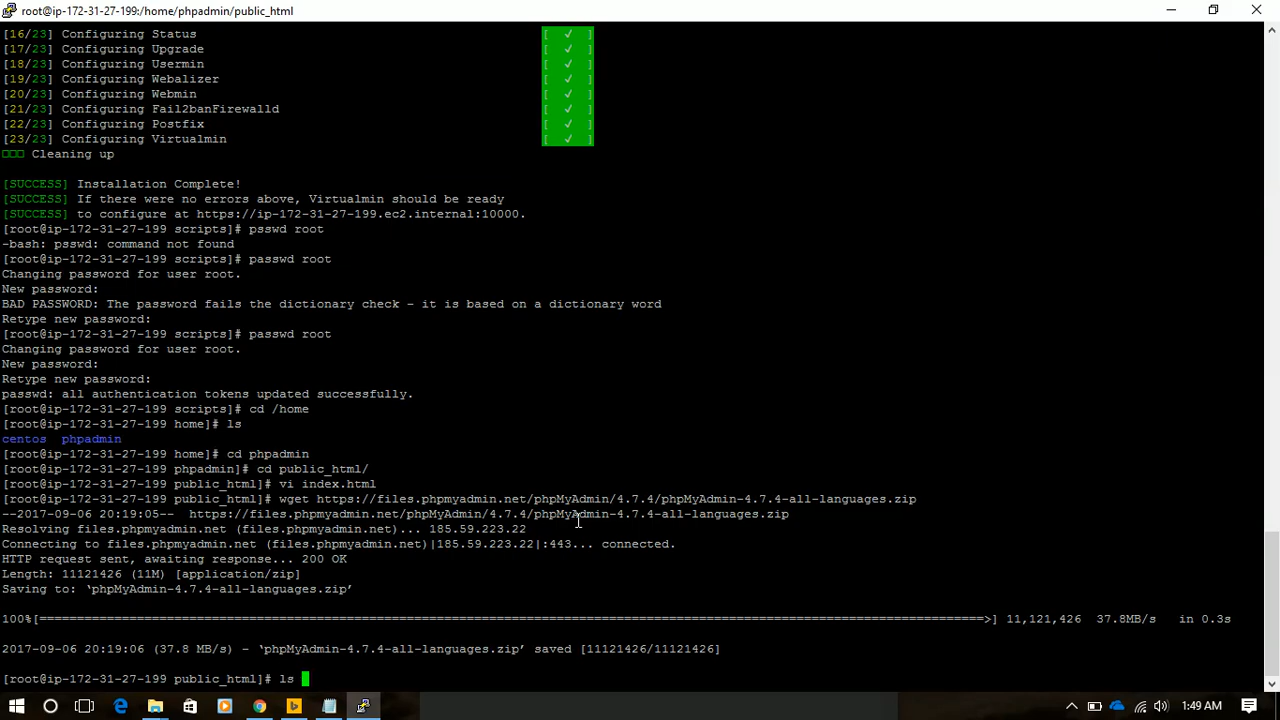 root@ip-172-31-27-199:/home/phpadmin/public_html
[16/23] Configuring Status [ ✓ ]
[17/23] Configuring Upgrade [ ✓ ]
[18/23] Configuring Usermin [ ✓ ]
[19/23] Configuring Webalizer [ ✓ ]
[20/23] Configuring Webmin [ ✓ ]
[21/23] Configuring Fail2banFirewalld [ ✓ ]
[22/23] Configuring Postfix [ ✓ ]
[23/23] Configuring Virtualmin [ ✓ ]
□□□ Cleaning up
[SUCCESS] Installation Complete!
[SUCCESS] If there were no errors above, Virtualmin should be ready
[SUCCESS] to configure at https://ip-172-31-27-199.ec2.internal:10000.
[root@ip-172-31-27-199 scripts]# psswd root
-bash: psswd: command not found
[root@ip-172-31-27-199 scripts]# passwd root
Changing password for user root.
New password:
BAD PASSWORD: The password fails the dictionary check - it is based on a dictionary word
Retype new password:
[root@ip-172-31-27-199 scripts]# passwd root
Changing password for user root.
New password:
Retype new password:
passwd: all authentication tokens updated successfully.
[root@ip-172-31-27-199 scripts]# cd /home
[root@ip-172-31-27-199 home]# ls
centos phpadmin
[root@ip-172-31-27-199 home]# cd phpadmin
[root@ip-172-31-27-199 phpadmin]# cd public_html/
[root@ip-172-31-27-199 public_html]# vi index.html
[root@ip-172-31-27-199 public_html]# wget https://files.phpmyadmin.net/phpMyAdmin/4.7.4/phpMyAdmin-4.7.4-all-languages.zip
--2017-09-06 20:19:05-- https://files.phpmyadmin.net/phpMyAdmin/4.7.4/phpMyAdmin-4.7.4-all-languages.zip
Resolving files.phpmyadmin.net (files.phpmyadmin.net)... 185.59.223.22
Connecting to files.phpmyadmin.net (files.phpmyadmin.net)|185.59.223.22|:443... connected.
HTTP request sent, awaiting response... 200 OK
Length: 11121426 (11M) [application/zip]
Saving to: ‘phpMyAdmin-4.7.4-all-languages.zip’
100%[==============================================================================================================================>] 11,121,426 37.8MB/s in 0.3s
2017-09-06 20:19:06 (37.8 MB/s) - ‘phpMyAdmin-4.7.4-all-languages.zip’ saved [11121426/11121426]
[root@ip-172-31-27-199 public_html]# ls
1:49 AM